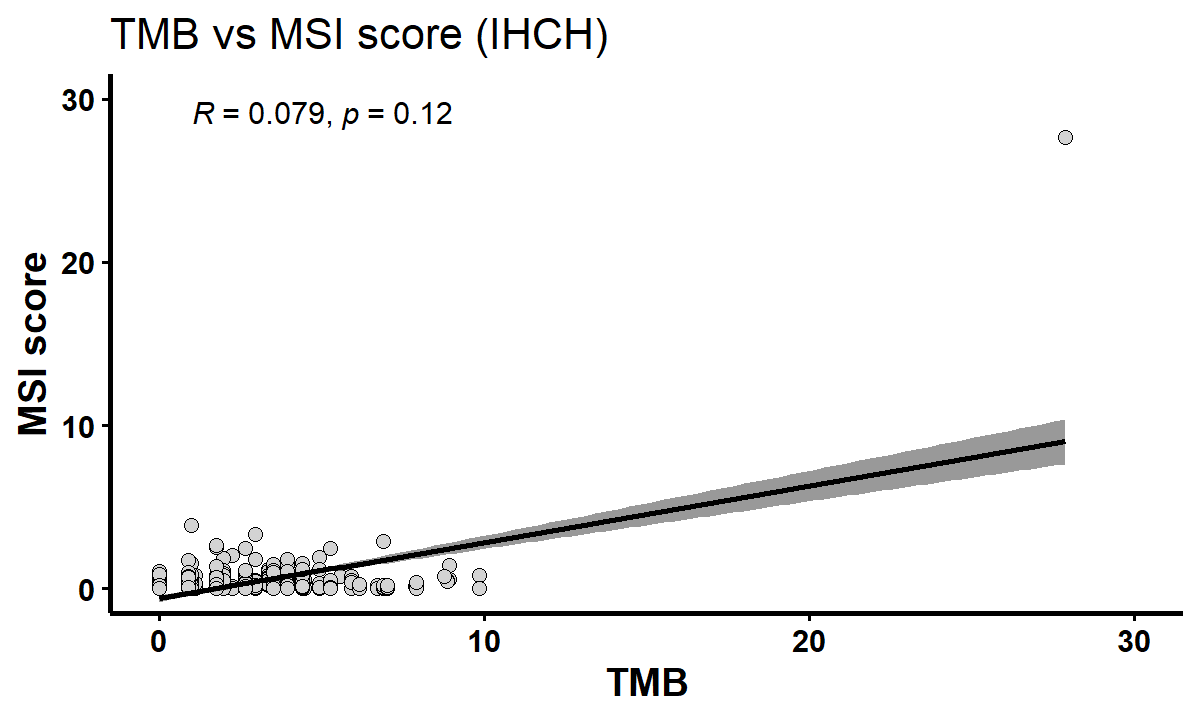 TMB vs MSI score (IHCH)
R = 0.079, p = 0.12
MSI score
30
20
10
0
0 10 20 30
TMB